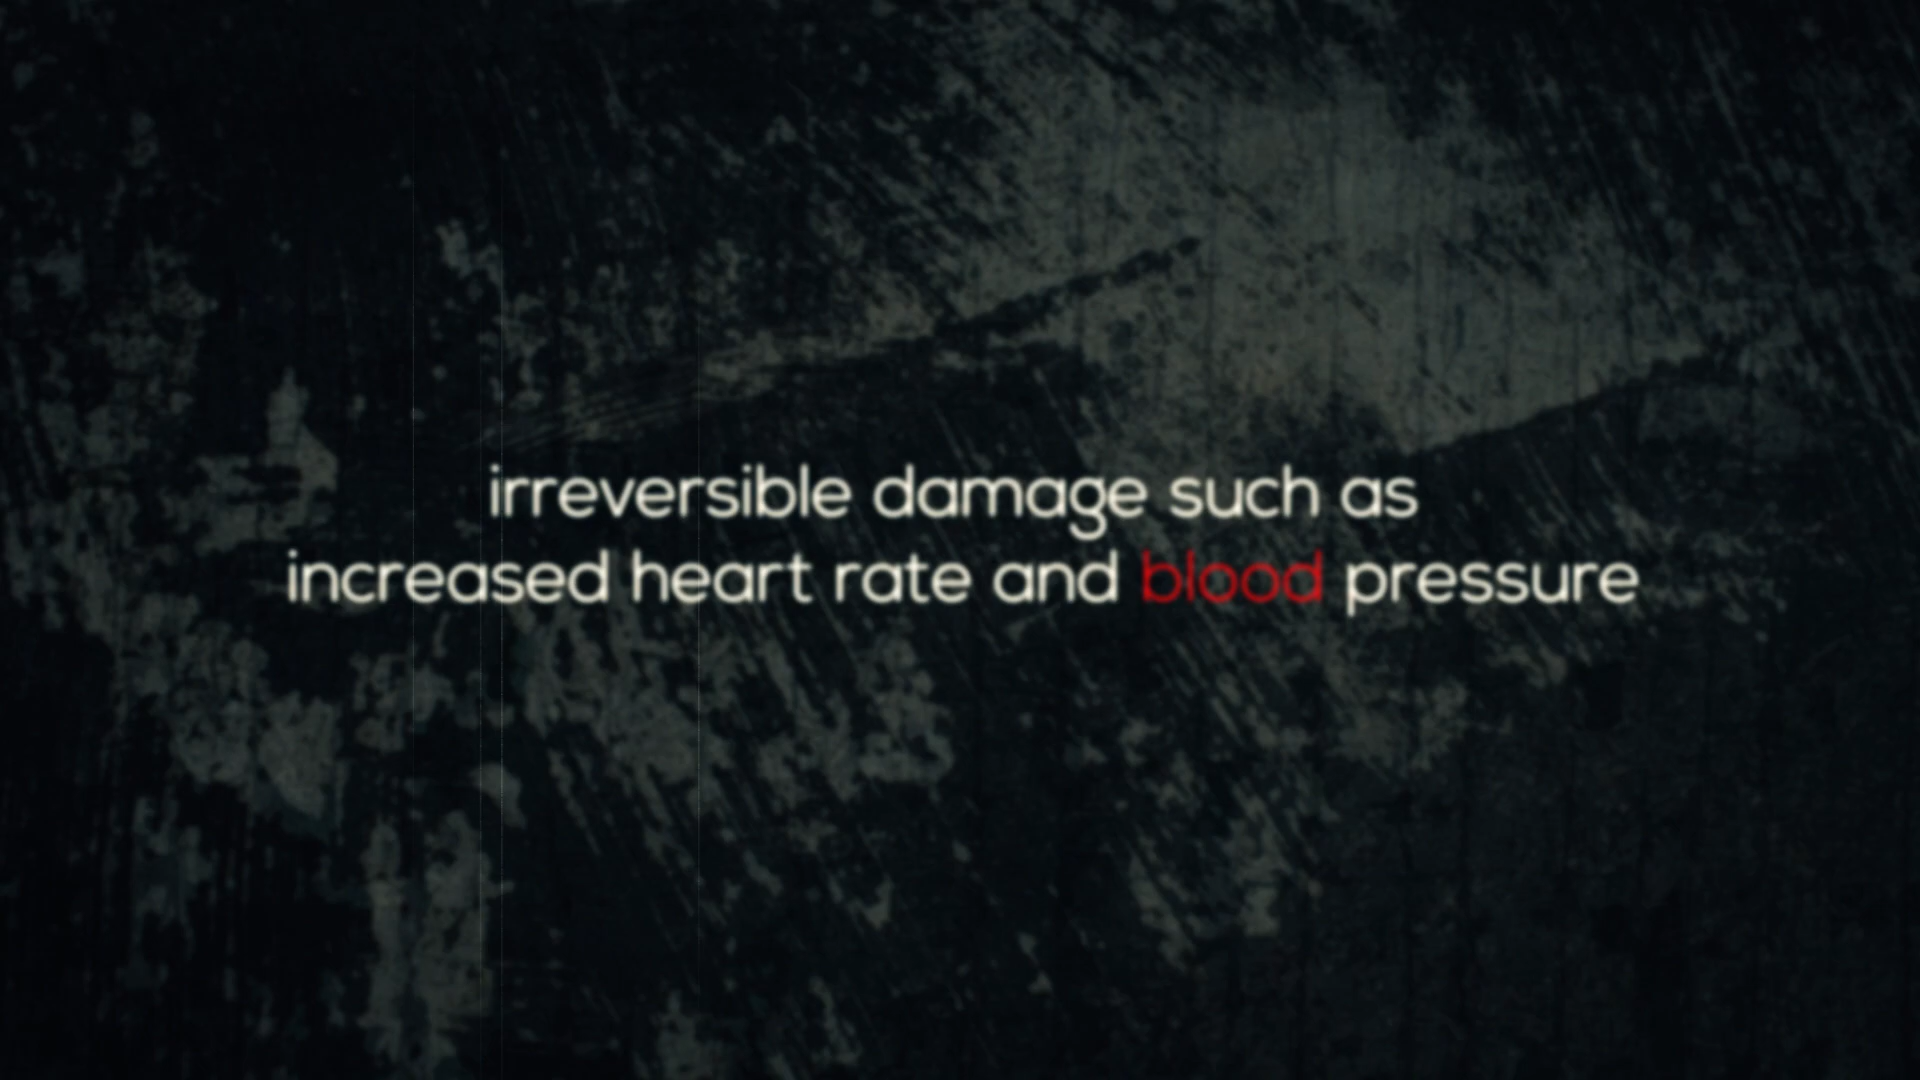 irreversible damage such as
increased heart rate and blood pressure